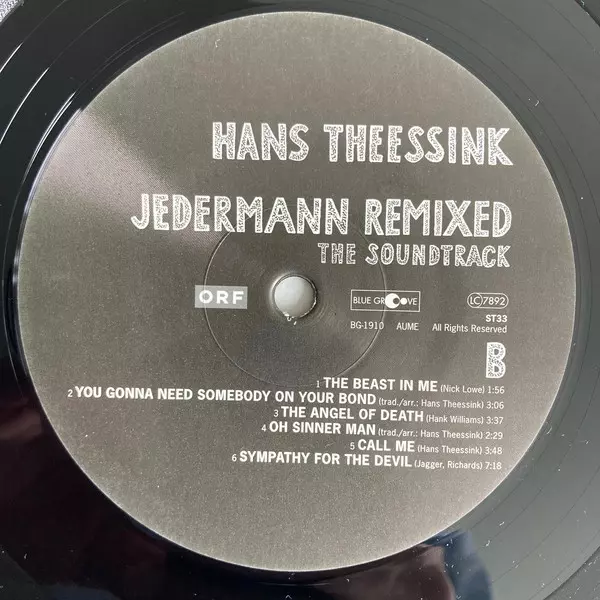 HANS THEESSINK
JEDERMANN REMIXED
THE SOUNDTRACK
ORF
BLUE GROOVE
LC7892
ST33
BG-1910 AUME All Rights Reserved
B
1 THE BEAST IN ME (Nick Lowe) 1:56
2 YOU GONNA NEED SOMEBODY ON YOUR BOND (trad./arr.: Hans Theessink) 3:06
3 THE ANGEL OF DEATH (Hank Williams) 3:37
4 OH SINNER MAN (trad./arr.: Hans Theessink) 2:29
5 CALL ME (Hans Theessink) 3:48
6 SYMPATHY FOR THE DEVIL (Jagger, Richards) 7:18